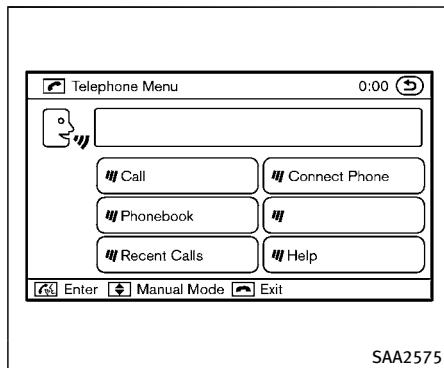 Telephone Menu 0:00
Call Connect Phone
Phonebook
Recent Calls Help
Enter Manual Mode Exit
SAA2575